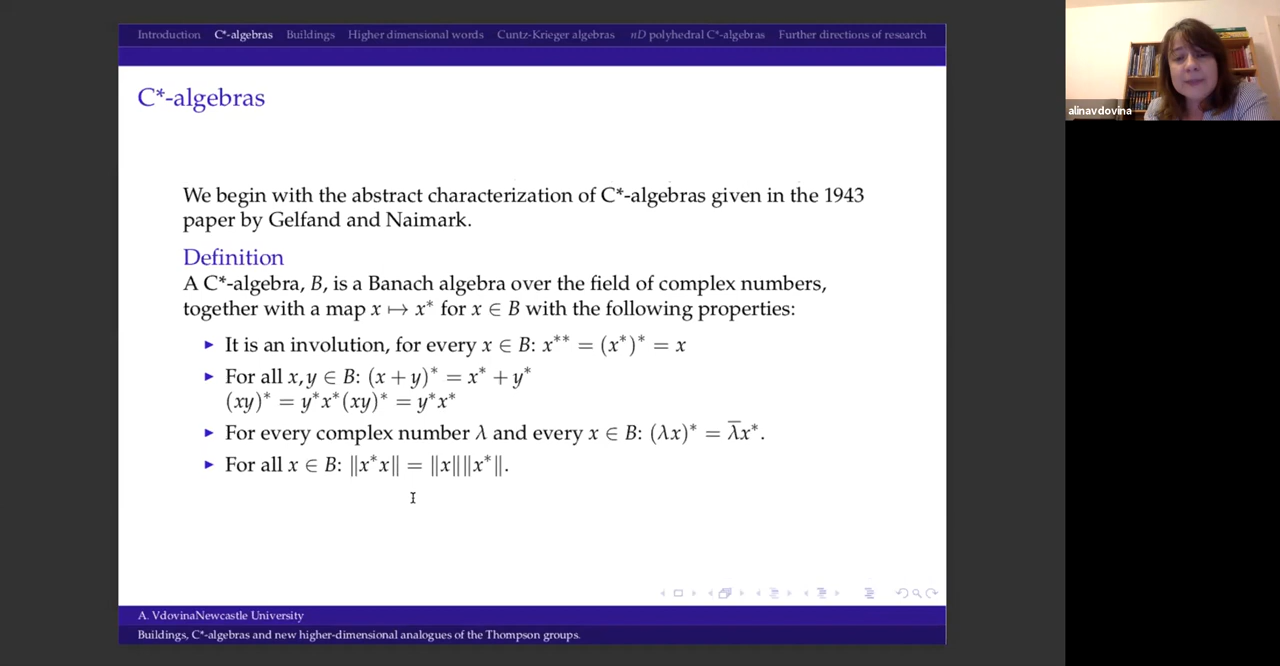 Introduction C*-algebras Buildings Higher dimensional words Cuntz-Krieger algebras nD polyhedral C*-algebras Further directions of research
C*-algebras
alinavdovina
We begin with the abstract characterization of C*-algebras given in the 1943
paper by Gelfand and Naimark.
Definition
A C*-algebra, B, is a Banach algebra over the field of complex numbers,
together with a map x ↦ x* for x ∈ B with the following properties:
▶ It is an involution, for every x ∈ B: x** = (x*)* = x
▶ For all x, y ∈ B: (x + y)* = x* + y*
(xy)* = y*x*(xy)* = y*x*
▶ For every complex number λ and every x ∈ B: (λx)* = λ̅x*.
▶ For all x ∈ B: ‖x*x‖ = ‖x‖‖x*‖.
A. VdovinaNewcastle University
Buildings, C*-algebras and new higher-dimensional analogues of the Thompson groups.